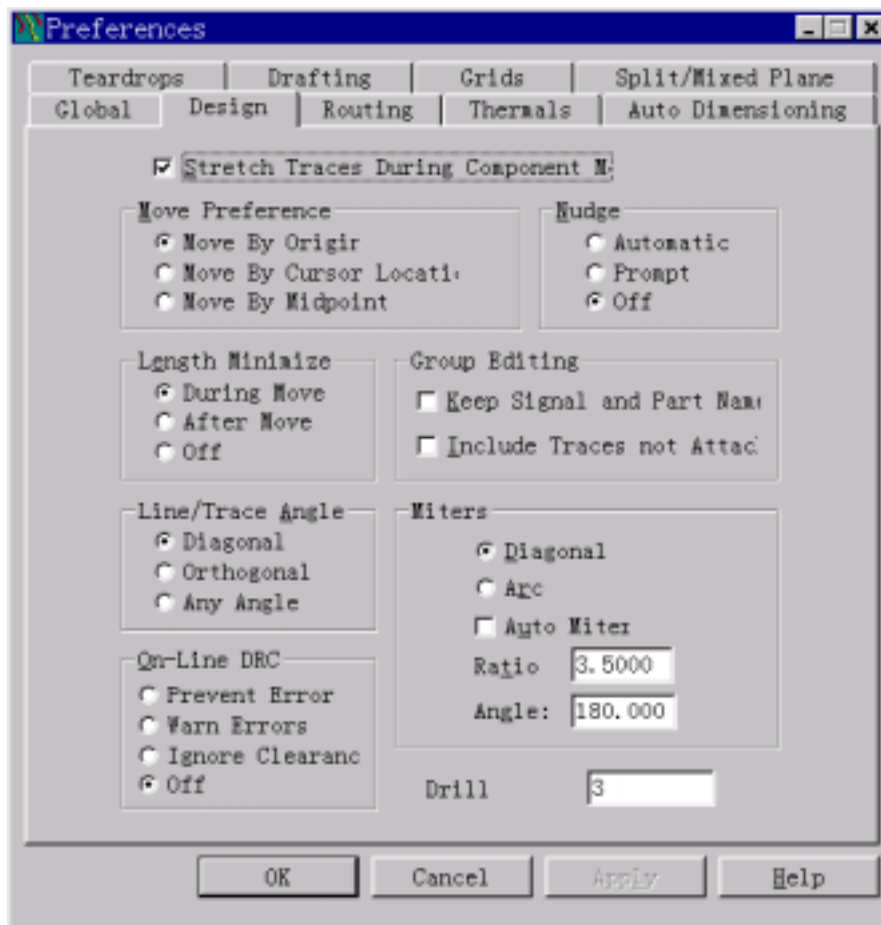 Preferences
Teardrops Drafting Grids Split/Mixed Plane
Global Design Routing Thermals Auto Dimensioning
Stretch Traces During Component M
Move Preference
Move By Origir
Move By Cursor Locati
Move By Midpoint
Nudge
Automatic
Prompt
Off
Length Minimize
During Move
After Move
Off
Group Editing
Keep Signal and Part Name
Include Traces not Attac
Line/Trace Angle
Diagonal
Orthogonal
Any Angle
Miters
Diagonal
Arc
Auto Miter
Ratio 3.5000
Angle: 180.000
On-Line DRC
Prevent Error
Warn Errors
Ignore Clearanc
Off
Drill 3
OK Cancel Apply Help